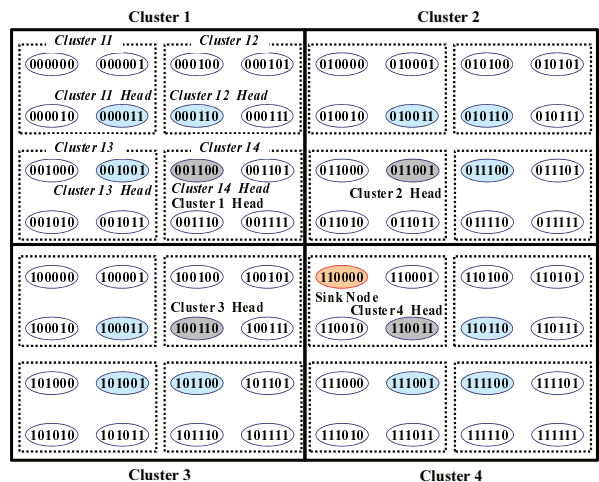 Cluster 1 Cluster 2
Cluster 11 Cluster 12
000000 000001 000100 000101 010000 010001 010100 010101
Cluster 11 Head Cluster 12 Head
000010 000011 000110 000111 010010 010011 010110 010111
Cluster 13 Cluster 14
001000 001001 001100 001101 011000 011001 011100 011101
Cluster 13 Head Cluster 14 Head Cluster 2 Head
Cluster 1 Head
001010 001011 001110 001111 011010 011011 011110 011111
100000 100001 100100 100101 110000 110001 110100 110101
Sink Node
Cluster 3 Head Cluster 4 Head
100010 100011 100110 100111 110010 110011 110110 110111
101000 101001 101100 101101 111000 111001 111100 111101
101010 101011 101110 101111 111010 111011 111110 111111
Cluster 3 Cluster 4